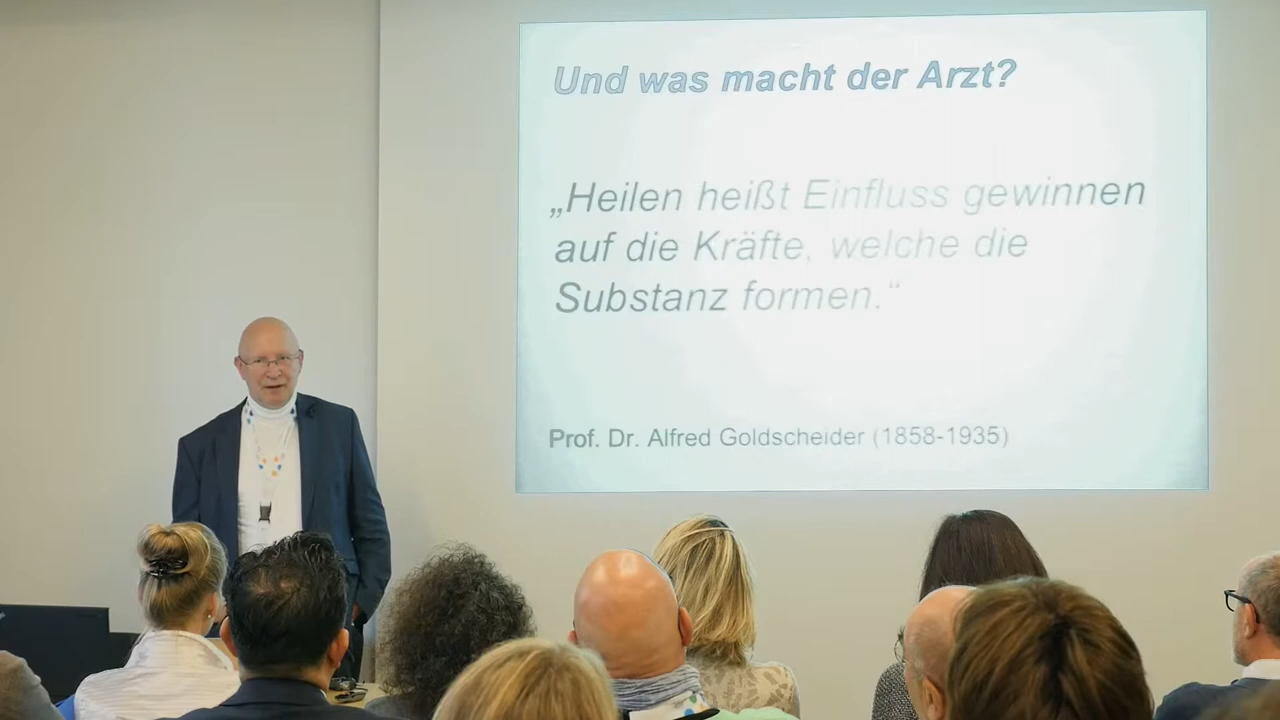 Und was macht der Arzt?
„Heilen heißt Einfluss gewinnen
auf die Kräfte, welche die
Substanz formen.“
Prof. Dr. Alfred Goldscheider (1858-1935)